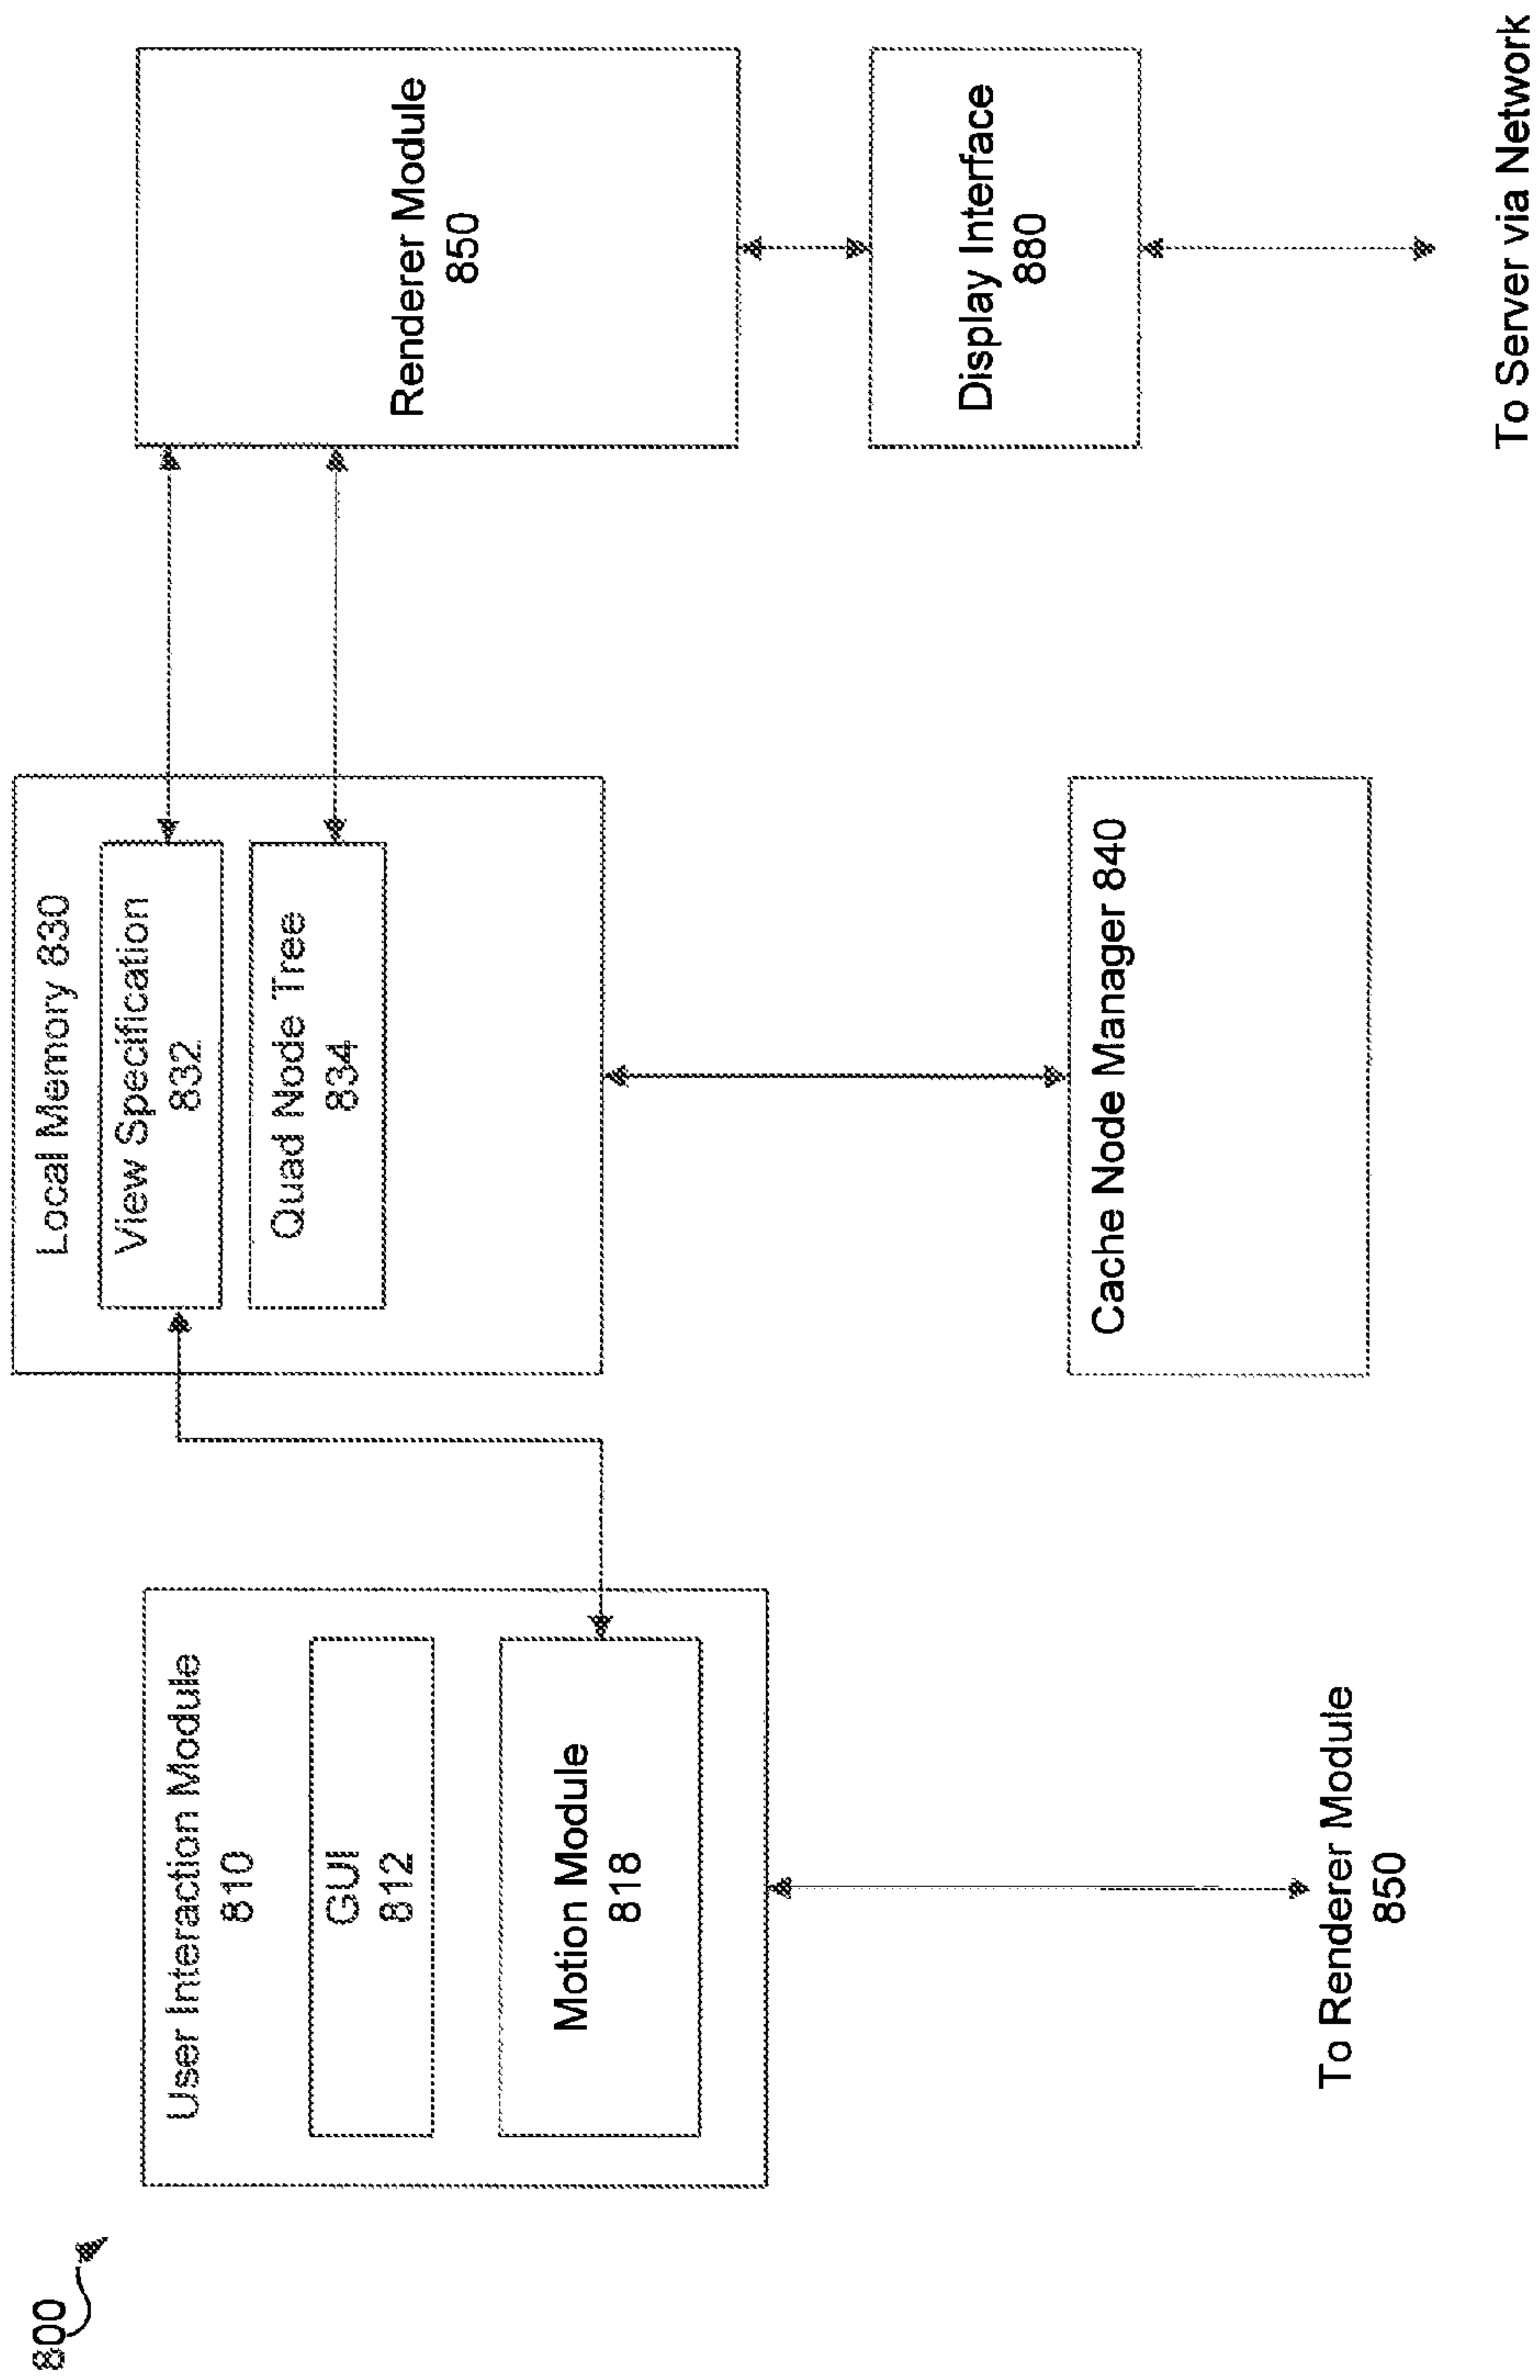 800
User Interaction Module
810
GUI
812
Motion Module
818
To Renderer Module
850
Local Memory 830
View Specification
832
Quad Node Tree
834
Cache Node Manager 840
Renderer Module
850
Display Interface
880
To Server via Network